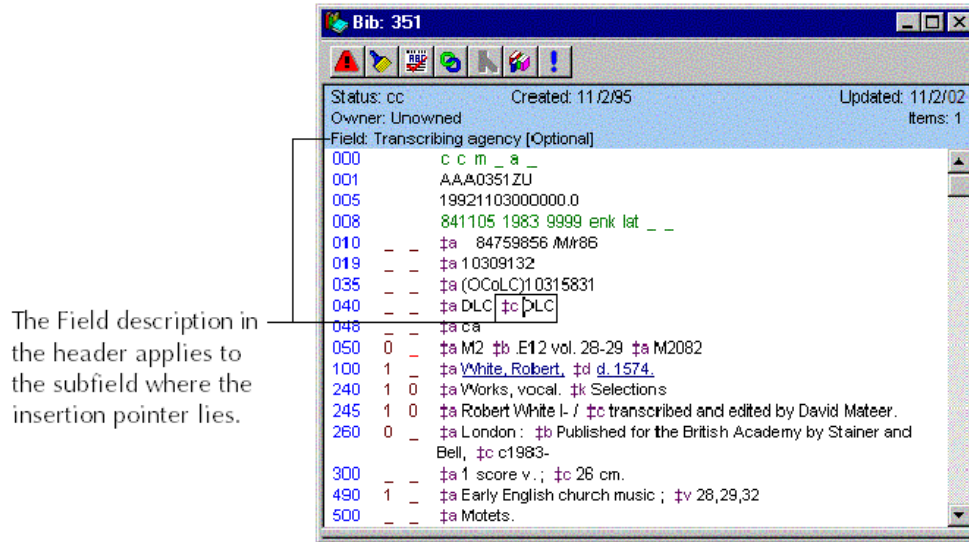 Bib: 351
Status: cc Created: 11/2/95 Updated: 11/2/02
Owner: Unowned Items: 1
Field: Transcribing agency [Optional]
000 c c m _ a _
001 AAA0351ZU
005 19921103000000.0
008 841105 1983 9999 enk lat _ _
010 _ _ ‡a 84759856 /M/r86
019 _ _ ‡a 10309132
035 _ _ ‡a (OCoLC)10315831
040 _ _ ‡a DLC ‡c DLC
048 _ _ ‡a ca
050 0 _ ‡a M2 ‡b .E12 vol. 28-29 ‡a M2082
100 1 _ ‡a White, Robert, ‡d d. 1574.
240 1 0 ‡a Works, vocal. ‡k Selections
245 1 0 ‡a Robert White I- / ‡c transcribed and edited by David Mateer.
260 0 _ ‡a London : ‡b Published for the British Academy by Stainer and
Bell, ‡c c1983-
300 _ _ ‡a 1 score v. ; ‡c 26 cm.
490 1 _ ‡a Early English church music ; ‡v 28,29,32
500 _ _ ‡a Motets.
The Field description in
the header applies to
the subfield where the
insertion pointer lies.